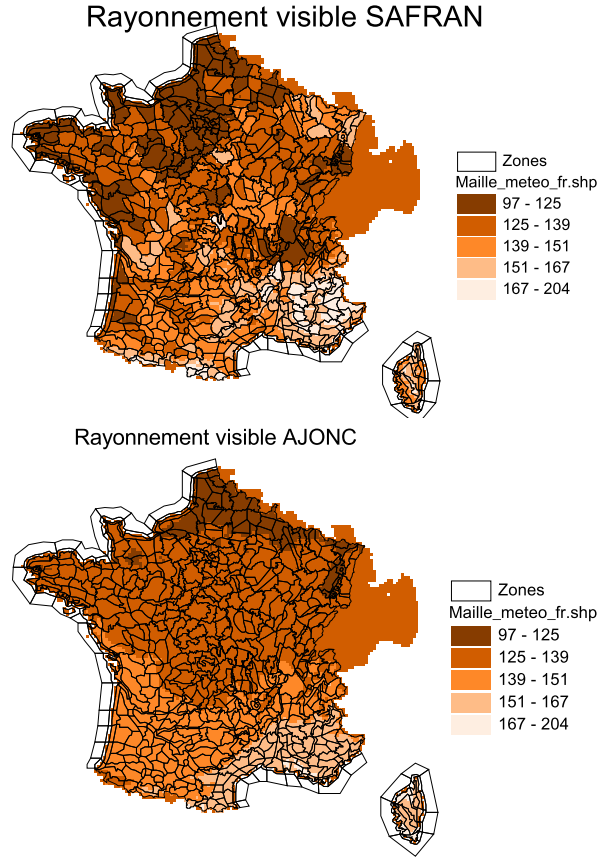 Rayonnement visible SAFRAN
Zones
Maille_meteo_fr.shp
97 - 125
125 - 139
139 - 151
151 - 167
167 - 204
Rayonnement visible AJONC
Zones
Maille_meteo_fr.shp
97 - 125
125 - 139
139 - 151
151 - 167
167 - 204